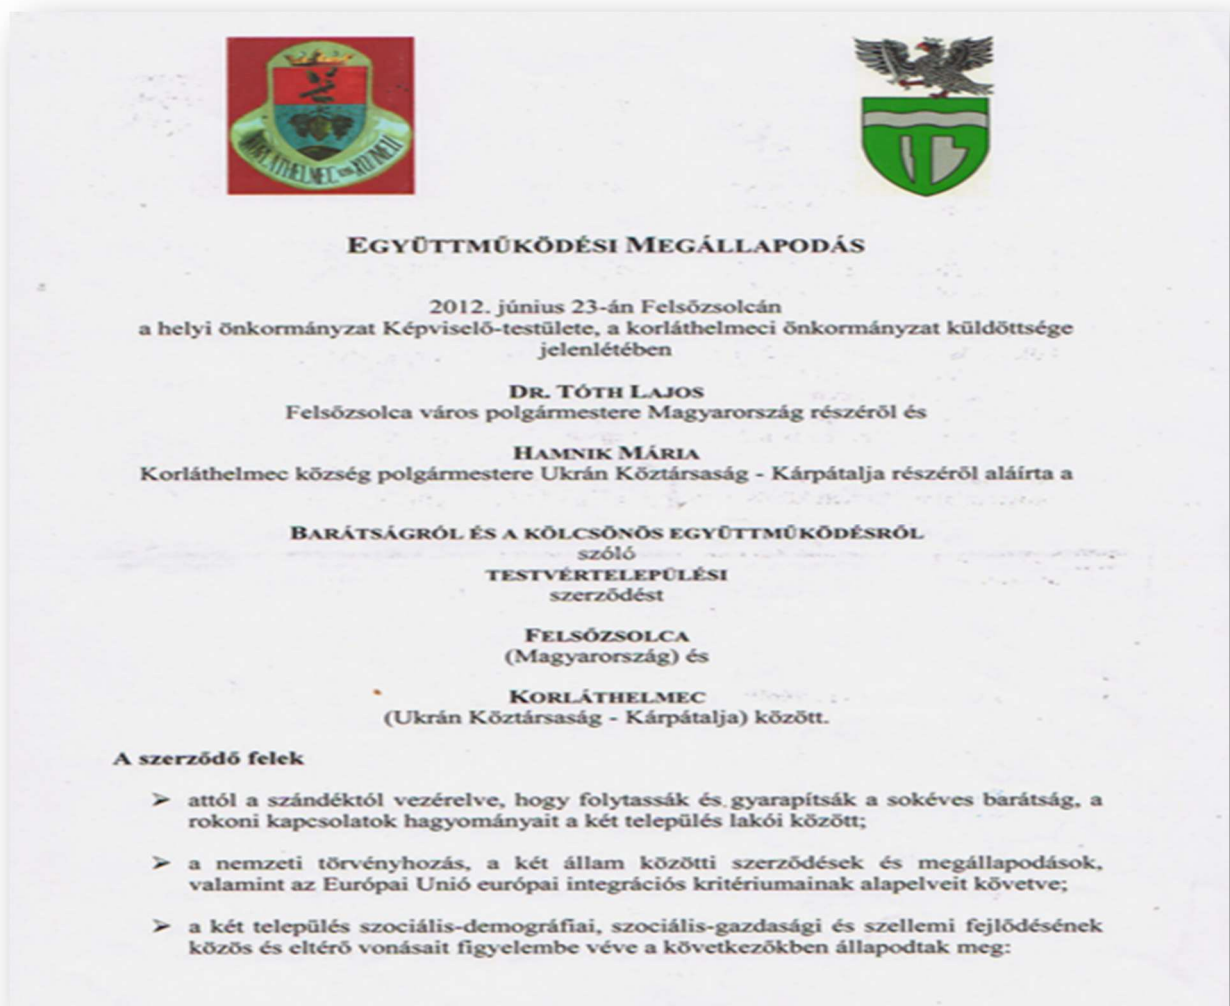 KORLÁTHELMEC
EGYÜTTMŰKÖDÉSI MEGÁLLAPODÁS
2012. június 23-án Felsőzsolcán
a helyi önkormányzat Képviselő-testülete, a korláthelmeci önkormányzat küldöttsége
jelenlétében
DR. TÓTH LAJOS
Felsőzsolca város polgármestere Magyarország részéről és
HAMNIK MÁRIA
Korláthelmec község polgármestere Ukrán Köztársaság - Kárpátalja részéről aláírta a
BARÁTSÁGRÓL ÉS A KÖLCSÖNÖS EGYÜTTMŰKÖDÉSRŐL
szóló
TESTVÉRTELEPÜLÉSI
szerződést
FELSŐZSOLCA
(Magyarország) és
KORLÁTHELMEC
(Ukrán Köztársaság - Kárpátalja) között.
A szerződő felek
➢ attól a szándéktól vezérelve, hogy folytassák és gyarapítsák a sokéves barátság, a
rokoni kapcsolatok hagyományait a két település lakói között;
➢ a nemzeti törvényhozás, a két állam közötti szerződések és megállapodások,
valamint az Európai Unió európai integrációs kritériumainak alapelveit követve;
➢ a két település szociális-demográfiai, szociális-gazdasági és szellemi fejlődésének
közös és eltérő vonásait figyelembe véve a következőkben állapodtak meg: